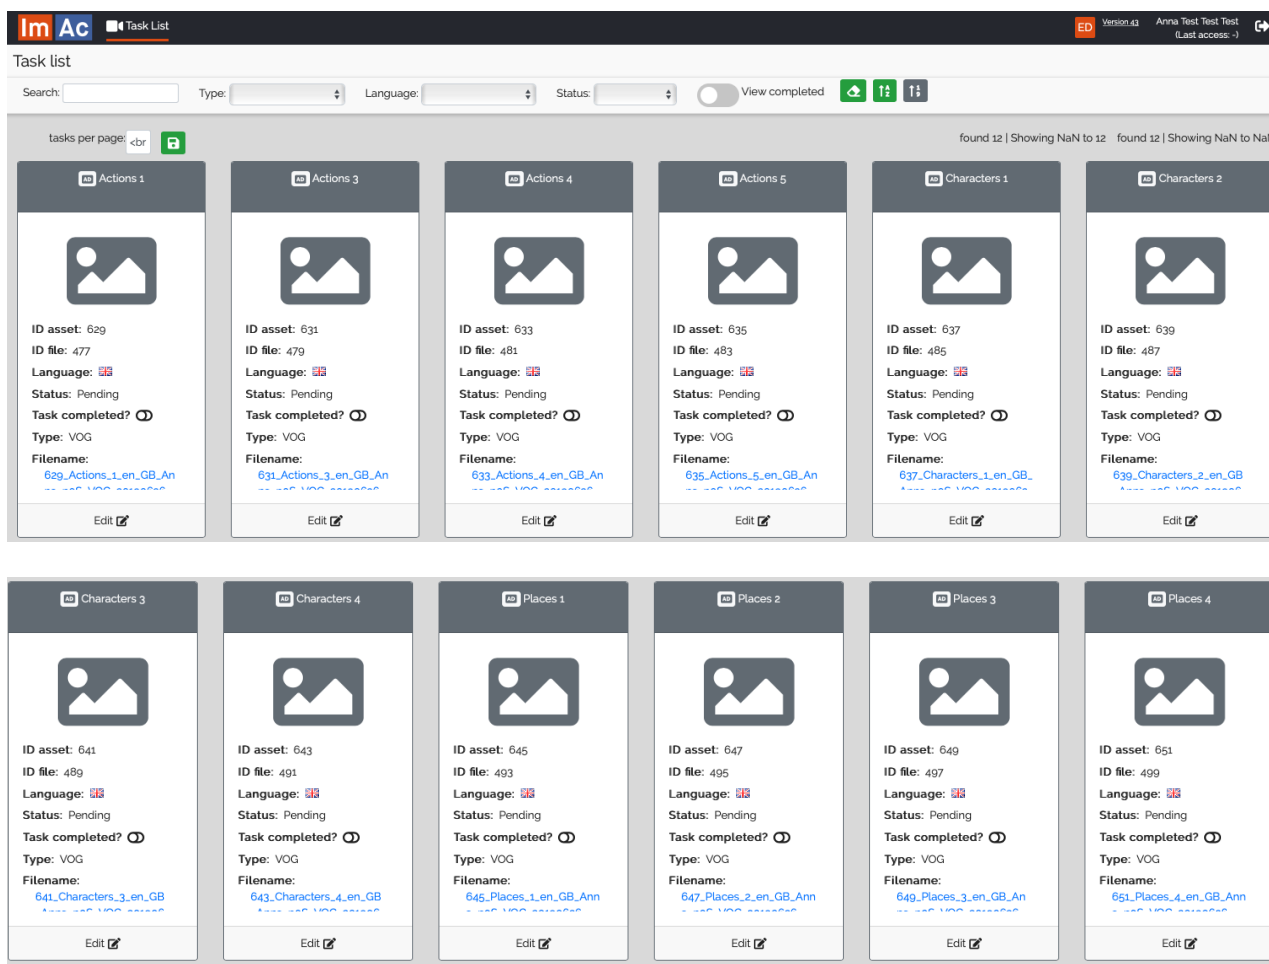 Im Ac Task List ED Version 43 Anna Test Test Test
(Last access: -)
Task list
Search: Type: Language: Status: View completed
tasks per page: <br found 12 | Showing NaN to 12 found 12 | Showing NaN to NaN
AD Actions 1 AD Actions 3 AD Actions 4 AD Actions 5 AD Characters 1 AD Characters 2
ID asset: 629 ID asset: 631 ID asset: 633 ID asset: 635 ID asset: 637 ID asset: 639
ID file: 477 ID file: 479 ID file: 481 ID file: 483 ID file: 485 ID file: 487
Language: Language: Language: Language: Language: Language:
Status: Pending Status: Pending Status: Pending Status: Pending Status: Pending Status: Pending
Task completed? Task completed? Task completed? Task completed? Task completed? Task completed?
Type: VOG Type: VOG Type: VOG Type: VOG Type: VOG Type: VOG
Filename: Filename: Filename: Filename: Filename: Filename:
629_Actions_1_en_GB_An 631_Actions_3_en_GB_An 633_Actions_4_en_GB_An 635_Actions_5_en_GB_An 637_Characters_1_en_GB_ 639_Characters_2_en_GB
Edit Edit Edit Edit Edit Edit
AD Characters 3 AD Characters 4 AD Places 1 AD Places 2 AD Places 3 AD Places 4
ID asset: 641 ID asset: 643 ID asset: 645 ID asset: 647 ID asset: 649 ID asset: 651
ID file: 489 ID file: 491 ID file: 493 ID file: 495 ID file: 497 ID file: 499
Language: Language: Language: Language: Language: Language:
Status: Pending Status: Pending Status: Pending Status: Pending Status: Pending Status: Pending
Task completed? Task completed? Task completed? Task completed? Task completed? Task completed?
Type: VOG Type: VOG Type: VOG Type: VOG Type: VOG Type: VOG
Filename: Filename: Filename: Filename: Filename: Filename:
641_Characters_3_en_GB 643_Characters_4_en_GB 645_Places_1_en_GB_Ann 647_Places_2_en_GB_Ann 649_Places_3_en_GB_An 651_Places_4_en_GB_Ann
Edit Edit Edit Edit Edit Edit